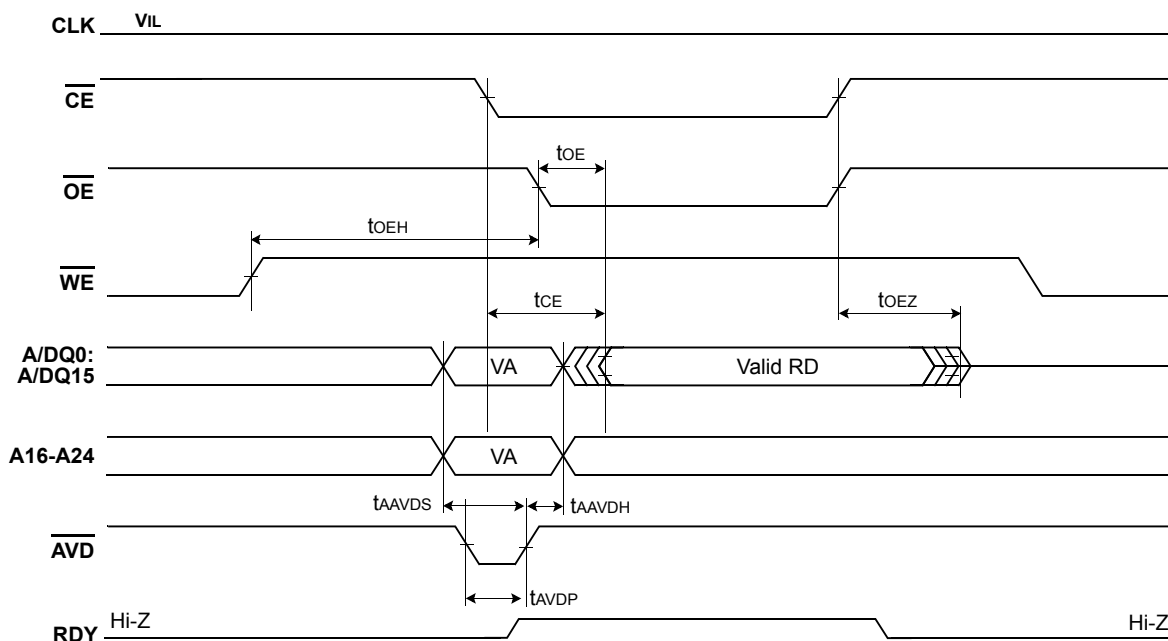 CLK VIL
CE
OE
tOE
tOEH
WE
tCE
tOEZ
A/DQ0:
A/DQ15
VA
Valid RD
A16-A24
VA
tAAVDS
tAAVDH
AVD
tAVDP
RDY
Hi-Z
Hi-Z